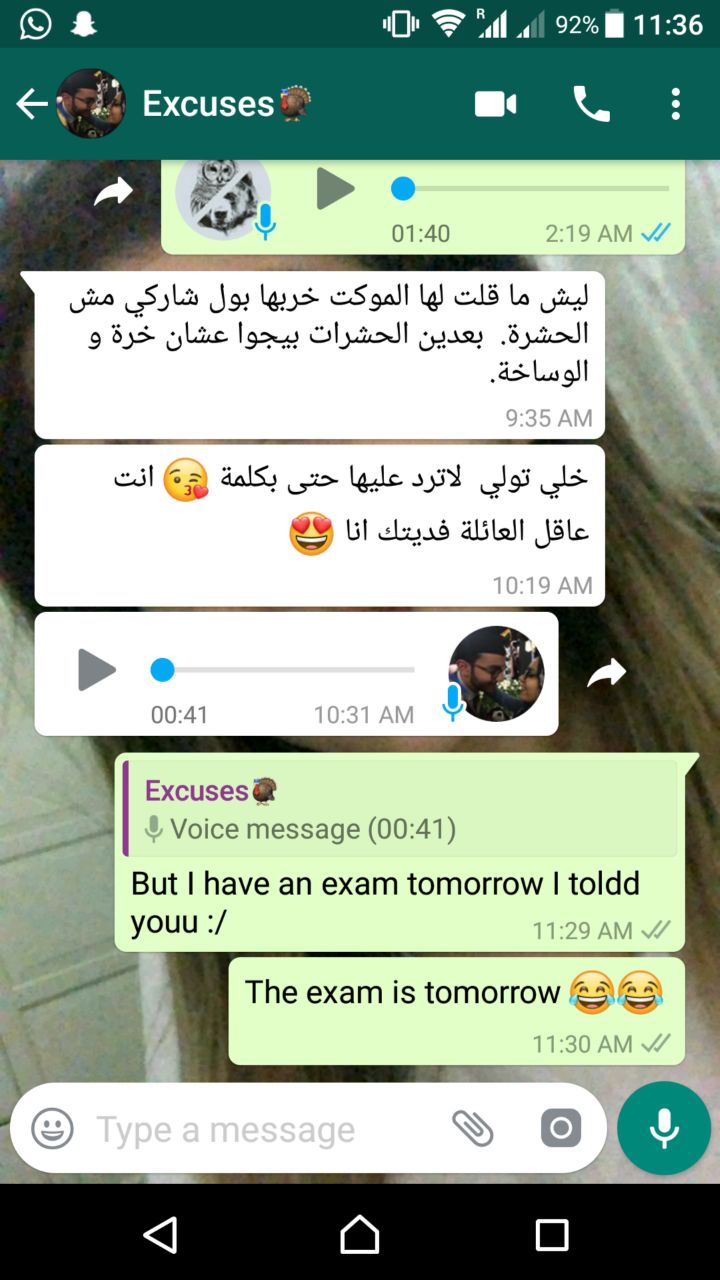 R 92% 11:36
Excuses🦃
01:40 2:19 AM
ليش ما قلت لها الموكت خربها بول شاركي مش
الحشرة. بعدين الحشرات بيجوا عشان خرة و
الوساخة.
9:35 AM
خلي تولي لاترد عليها حتى بكلمة 😘 انت
عاقل العائلة فديتك انا 😍
10:19 AM
00:41 10:31 AM
Excuses🦃
Voice message (00:41)
But I have an exam tomorrow I toldd
youu :/ 11:29 AM
The exam is tomorrow 😂😂
11:30 AM
Type a message